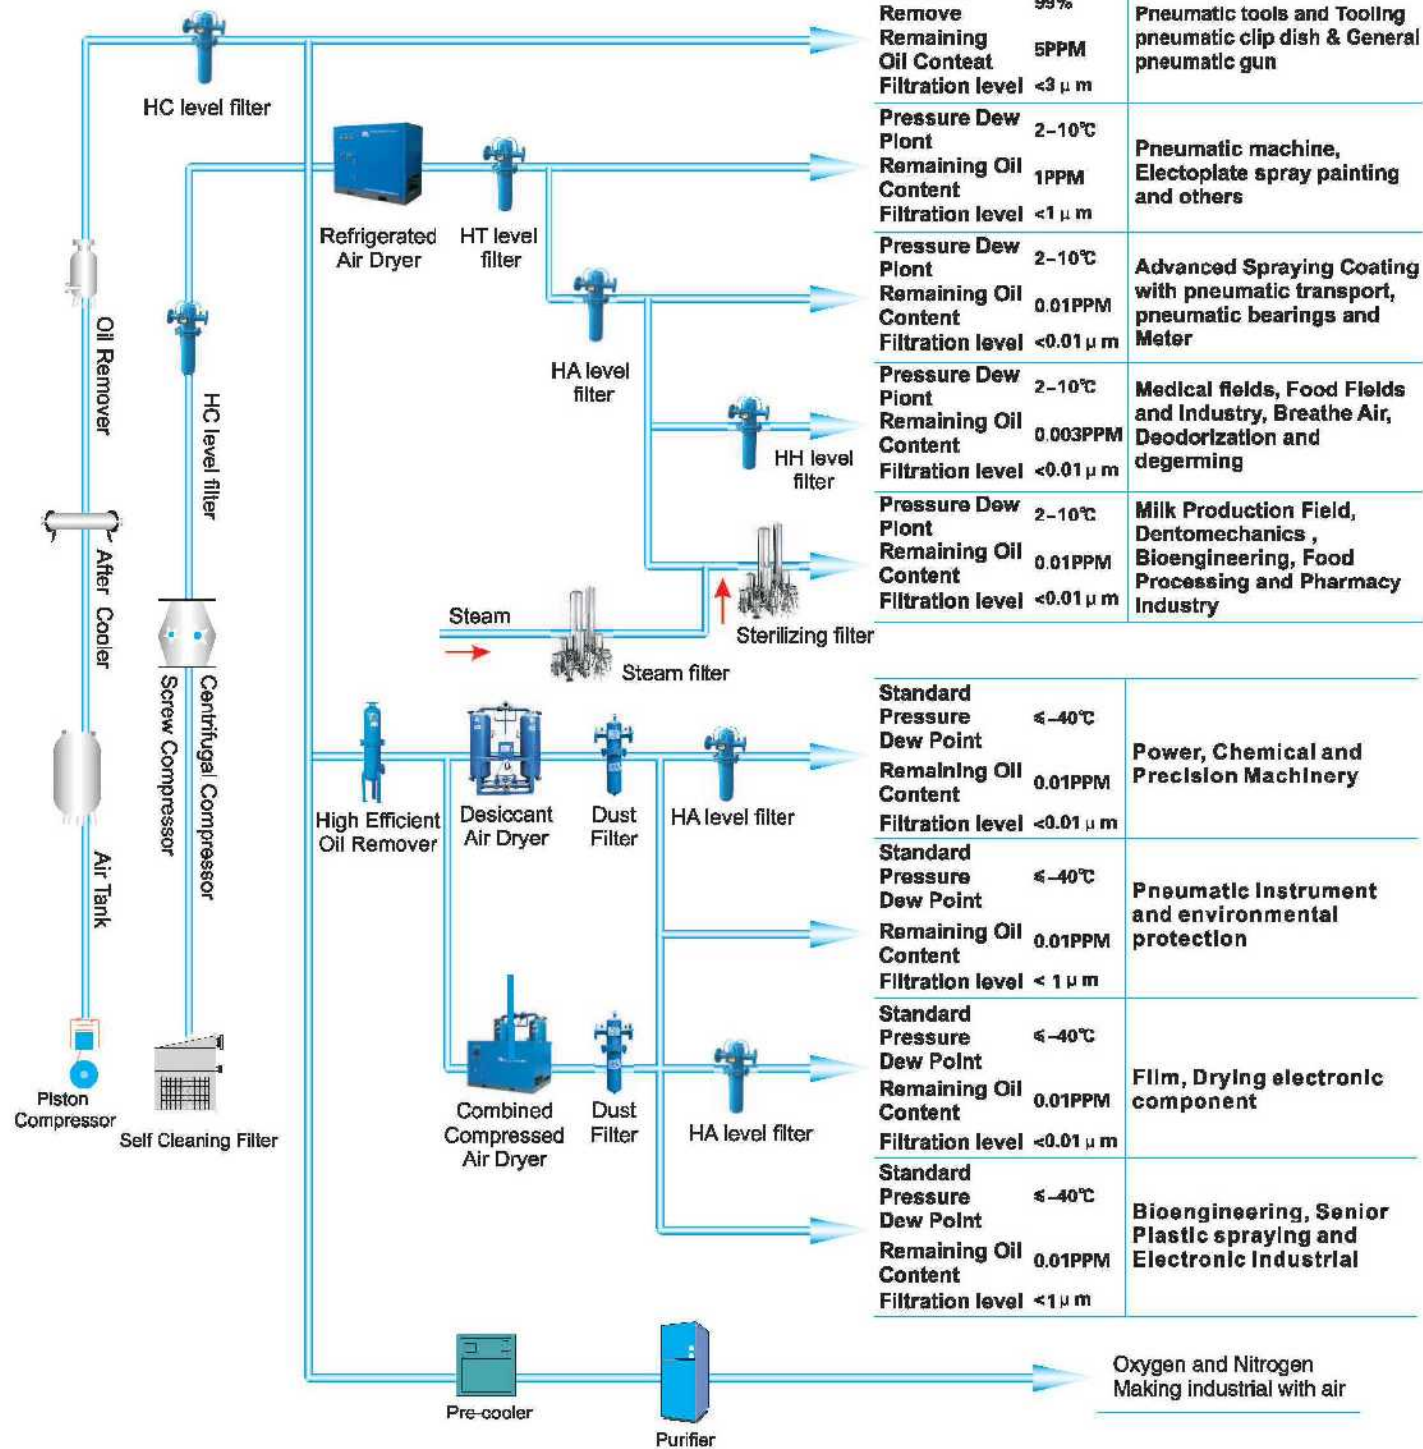 99%
Remove
Remaining
Oil Conteat
5PPM
Filtration level <3 μ m
Pneumatic tools and Tooling
pneumatic clip dish & General
pneumatic gun
HC level filter
Pressure Dew
Plont
2-10℃
Remaining Oil
Content
1PPM
Filtration level <1 μ m
Pneumatic machine,
Electoplate spray painting
and others
Refrigerated
Air Dryer
HT level
filter
Pressure Dew
Plont
2-10℃
Remaining Oil
Content
0.01PPM
Filtration level <0.01 μ m
Advanced Spraying Coating
with pneumatic transport,
pneumatic bearings and
Meter
Oil Remover
HA level
filter
HC level filter
Pressure Dew
Plont
2-10℃
Remaining Oil
Content
0.003PPM
Filtration level <0.01 μ m
Medical fields, Food Fields
and Industry, Breathe Air,
Deodorization and
degerming
HH level
filter
After Cooler
Pressure Dew
Plont
2-10℃
Remaining Oil
Content
0.01PPM
Filtration level <0.01 μ m
Milk Production Field,
Dentomechanics ,
Bioengineering, Food
Processing and Pharmacy
Industry
Steam
Sterilizing filter
Steam filter
Centrifugal Compressor
Screw Compressor
Standard
Pressure
Dew Point
≤-40℃
Remaining Oil
Content
0.01PPM
Filtration level <0.01 μ m
Power, Chemical and
Precision Machinery
High Efficient
Oil Remover
Desiccant
Air Dryer
Dust
Filter
HA level filter
Air Tank
Standard
Pressure
Dew Point
≤-40℃
Remaining Oil
Content
0.01PPM
Filtration level < 1 μ m
Pneumatic Instrument
and environmental
protection
Piston
Compressor
Self Cleaning Filter
Standard
Pressure
Dew Point
≤-40℃
Remaining Oil
Content
0.01PPM
Filtration level <0.01 μ m
Film, Drying electronic
component
Combined
Compressed
Air Dryer
Dust
Filter
HA level filter
Standard
Pressure
Dew Point
≤-40℃
Remaining Oil
Content
0.01PPM
Filtration level <1 μ m
Bioengineering, Senior
Plastic spraying and
Electronic Industrial
Pre-cooler
Purifier
Oxygen and Nitrogen
Making industrial with air